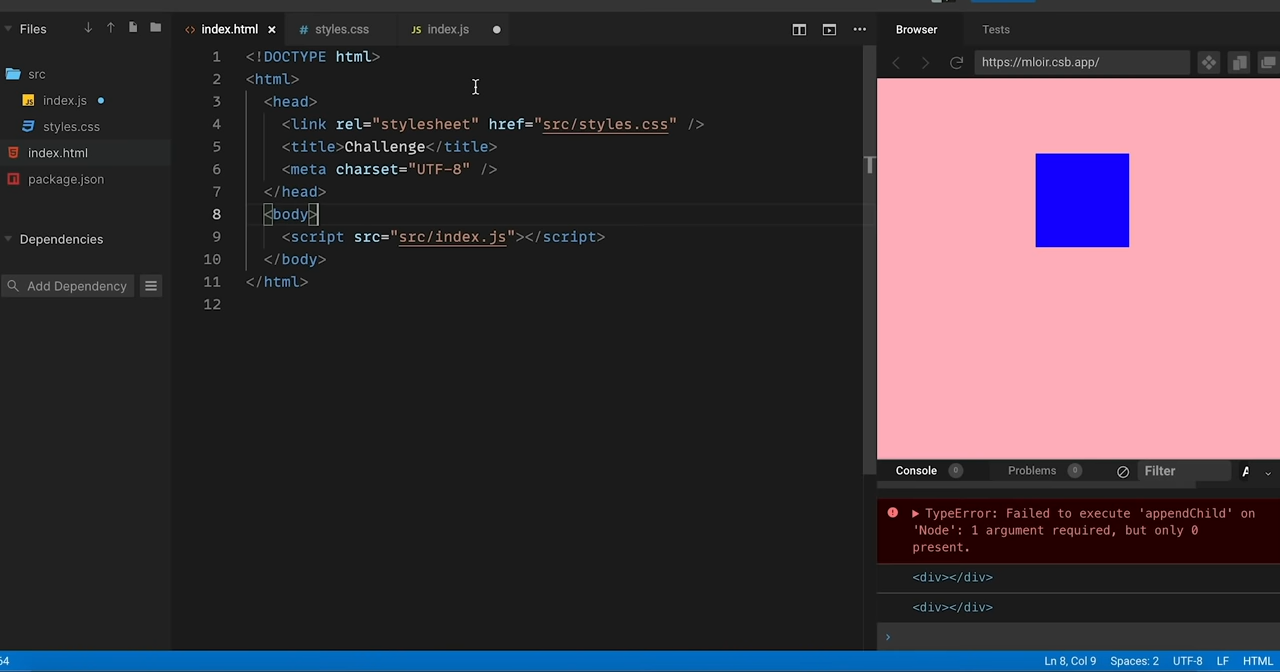 Files
src
index.js
styles.css
index.html
package.json
Dependencies
Add Dependency
index.html
styles.css
JS index.js
1 <!DOCTYPE html>
2 <html>
3 <head>
4 <link rel="stylesheet" href="src/styles.css" />
5 <title>Challenge</title>
6 <meta charset="UTF-8" />
7 </head>
8 <body>
9 <script src="src/index.js"></script>
10 </body>
11 </html>
12
Browser
Tests
https://mloir.csb.app/
Console 0
Problems 0
Filter
TypeError: Failed to execute 'appendChild' on
'Node': 1 argument required, but only 0
present.
<div></div>
<div></div>
›
Ln 8, Col 9
Spaces: 2
UTF-8
LF
HTML